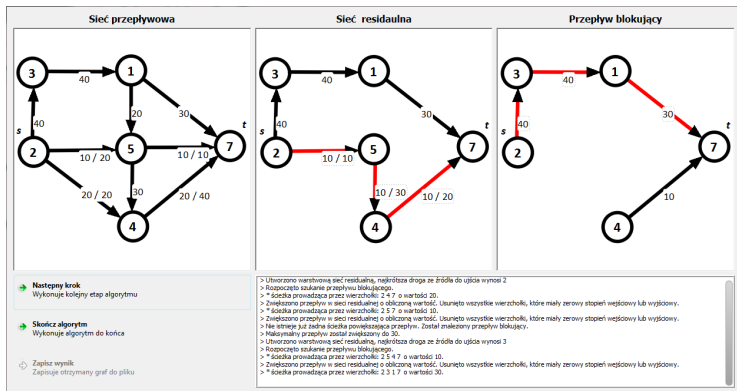 Sieć przepływowa
Sieć residaulna
Przepływ blokujący
3
40
1
20
30
t
40
s
2
10 / 20
5
10 / 10
7
20 / 20
30
20 / 40
4
3
40
1
30
t
40
s
2
10 / 10
5
7
10 / 30
10 / 20
4
3
40
1
30
t
40
s
2
7
10
4
Następny krok
Wykonuje kolejny etap algorytmu
Skończ algorytm
Wykonuje algorytm do końca
Zapisz wynik
Zapisuje otrzymany graf do pliku
> Utworzono warstwową sieć residualną, najkrótsza droga ze źródła do ujścia wynosi 2
> Rozpoczęto szukanie przepływu blokującego.
> * ścieżka prowadząca przez wierzchołki: 2 4 7 o wartości 20.
> Zwiększono przepływ w sieci residualnej o obliczoną wartość. Usunięto wszystkie wierzchołki, które miały zerowy stopień wejściowy lub wyjściowy.
> * ścieżka prowadząca przez wierzchołki: 2 5 7 o wartości 10.
> Zwiększono przepływ w sieci residualnej o obliczoną wartość. Usunięto wszystkie wierzchołki, które miały zerowy stopień wejściowy lub wyjściowy.
> Nie istnieje już żadna ścieżka powiększająca przepływ. Został znaleziony przepływ blokujący.
> Maksymalny przepływ został zwiększony do 30.
> Utworzono warstwową sieć residualną, najkrótsza droga ze źródła do ujścia wynosi 3
> Rozpoczęto szukanie przepływu blokującego.
> * ścieżka prowadząca przez wierzchołki: 2 5 4 7 o wartości 10.
> Zwiększono przepływ w sieci residualnej o obliczoną wartość. Usunięto wszystkie wierzchołki, które miały zerowy stopień wejściowy lub wyjściowy.
> * ścieżka prowadząca przez wierzchołki: 2 3 1 7 o wartości 30.